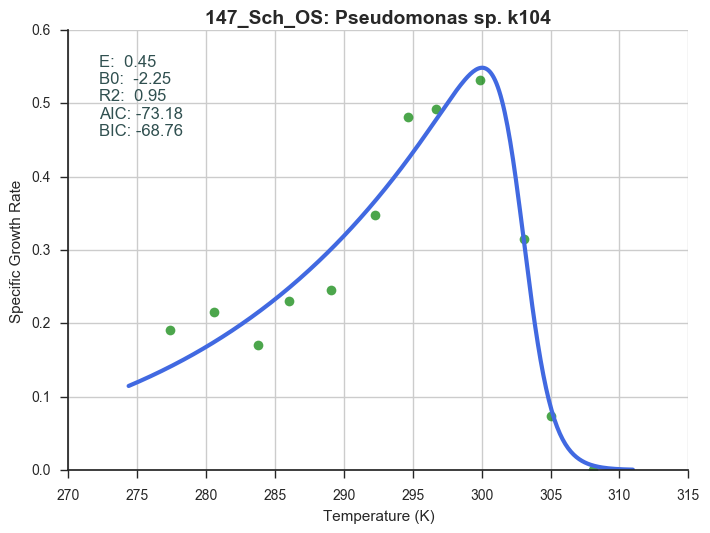 147_Sch_OS: Pseudomonas sp. k104
E:  0.45
B0:  -2.25
R2:  0.95
AIC: -73.18
BIC: -68.76
Specific Growth Rate
0.6
0.5
0.4
0.3
0.2
0.1
0.0
270 275 280 285 290 295 300 305 310 315
Temperature (K)